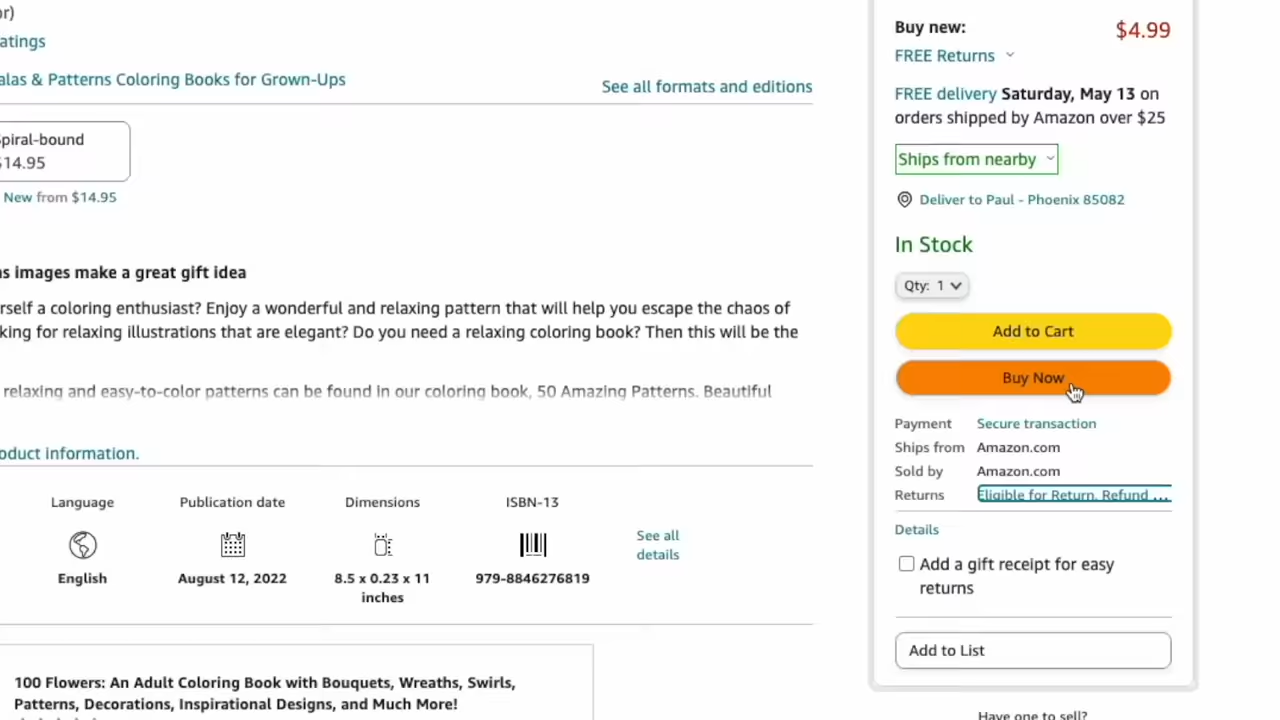 or)
atings
alas & Patterns Coloring Books for Grown-Ups
See all formats and editions
Spiral-bound
$14.95
New from $14.95
s images make a great gift idea
rself a coloring enthusiast? Enjoy a wonderful and relaxing pattern that will help you escape the chaos of
king for relaxing illustrations that are elegant? Do you need a relaxing coloring book? Then this will be the
relaxing and easy-to-color patterns can be found in our coloring book, 50 Amazing Patterns. Beautiful
oduct information.
Language
Publication date
Dimensions
ISBN-13
English
August 12, 2022
8.5 x 0.23 x 11
inches
979-8846276819
See all
details
100 Flowers: An Adult Coloring Book with Bouquets, Wreaths, Swirls,
Patterns, Decorations, Inspirational Designs, and Much More!
Buy new:
$4.99
FREE Returns
FREE delivery Saturday, May 13 on
orders shipped by Amazon over $25
Ships from nearby
Deliver to Paul - Phoenix 85082
In Stock
Qty: 1
Add to Cart
Buy Now
Payment Secure transaction
Ships from Amazon.com
Sold by Amazon.com
Returns Eligible for Return, Refund ...
Details
Add a gift receipt for easy
returns
Add to List
Have one to sell?